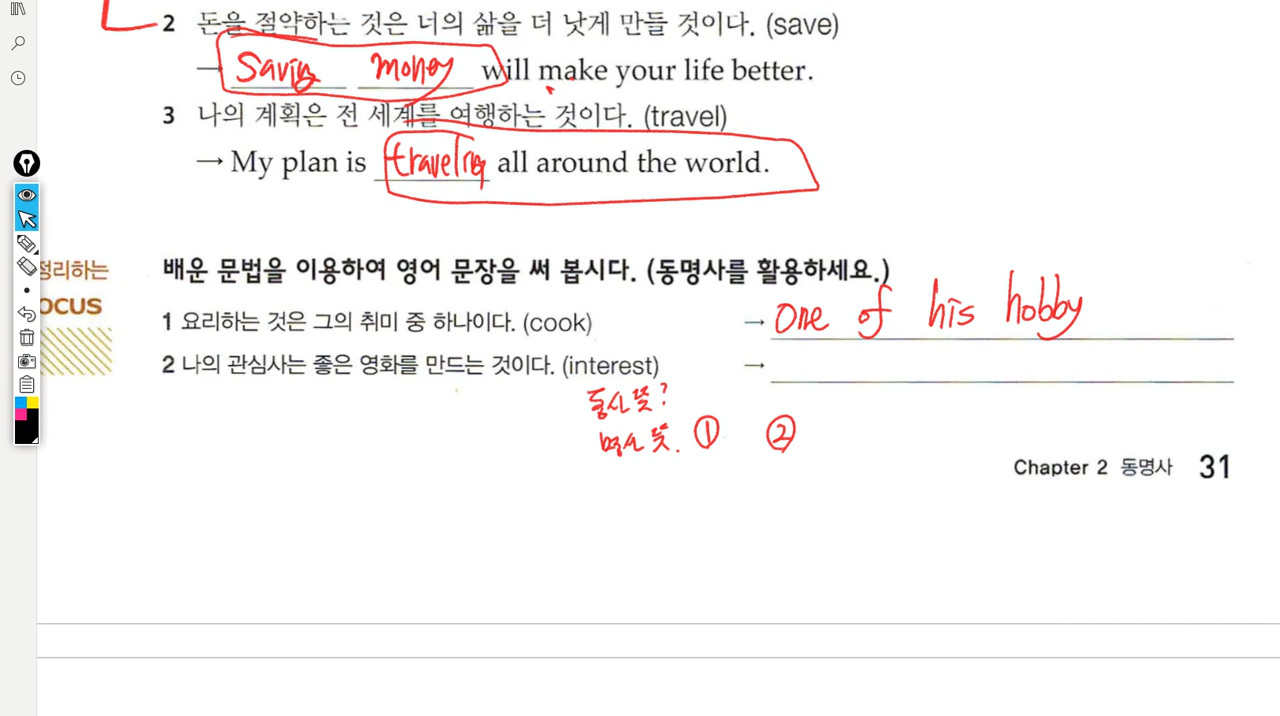 2 돈을 절약하는 것은 너의 삶을 더 낫게 만들 것이다. (save)
→ Saving money will make your life better.
3 나의 계획은 전 세계를 여행하는 것이다. (travel)
→ My plan is traveling all around the world.
정리하는
OCUS
배운 문법을 이용하여 영어 문장을 써 봅시다. (동명사를 활용하세요.)
1 요리하는 것은 그의 취미 중 하나이다. (cook) → One of his hobby
2 나의 관심사는 좋은 영화를 만드는 것이다. (interest) →
동사 뜻?
명사 뜻. ① ②
Chapter 2 동명사 31